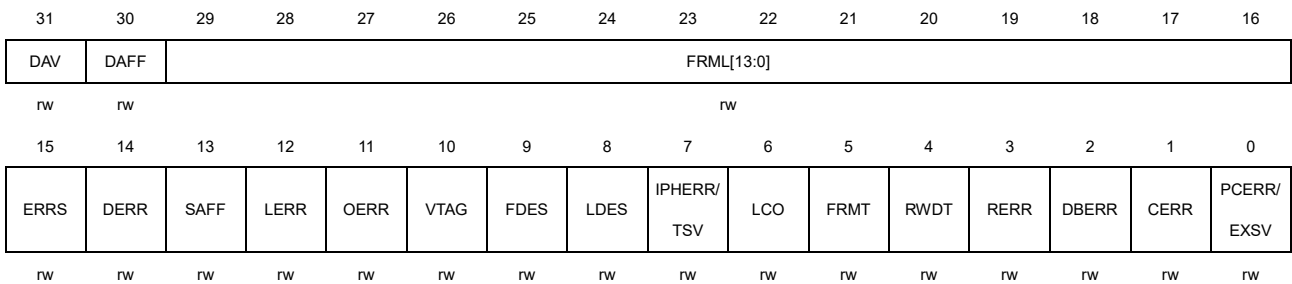 31 30 29 28 27 26 25 24 23 22 21 20 19 18 17 16
DAV DAFF FRML[13:0]
rw rw rw
15 14 13 12 11 10 9 8 7 6 5 4 3 2 1 0
ERRS DERR SAFF LERR OERR VTAG FDES LDES IPHERR/ TSV LCO FRMT RWDT RERR DBERR CERR PCERR/ EXSV
rw rw rw rw rw rw rw rw rw rw rw rw rw rw rw rw